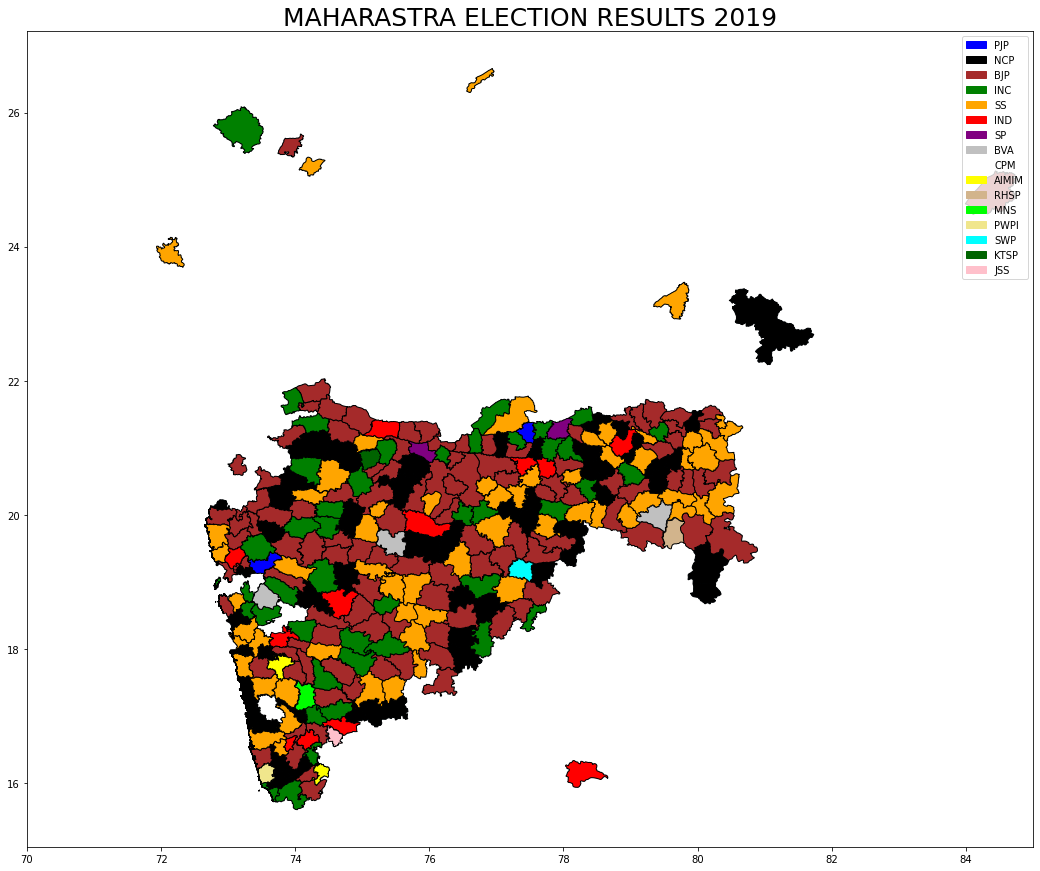 MAHARASTRA ELECTION RESULTS 2019
PJP
NCP
BJP
INC
SS
IND
SP
BVA
CPM
AIMIM
RHSP
MNS
PWPI
SWP
KTSP
JSS
26
24
22
20
18
16
70
72
74
76
78
80
82
84